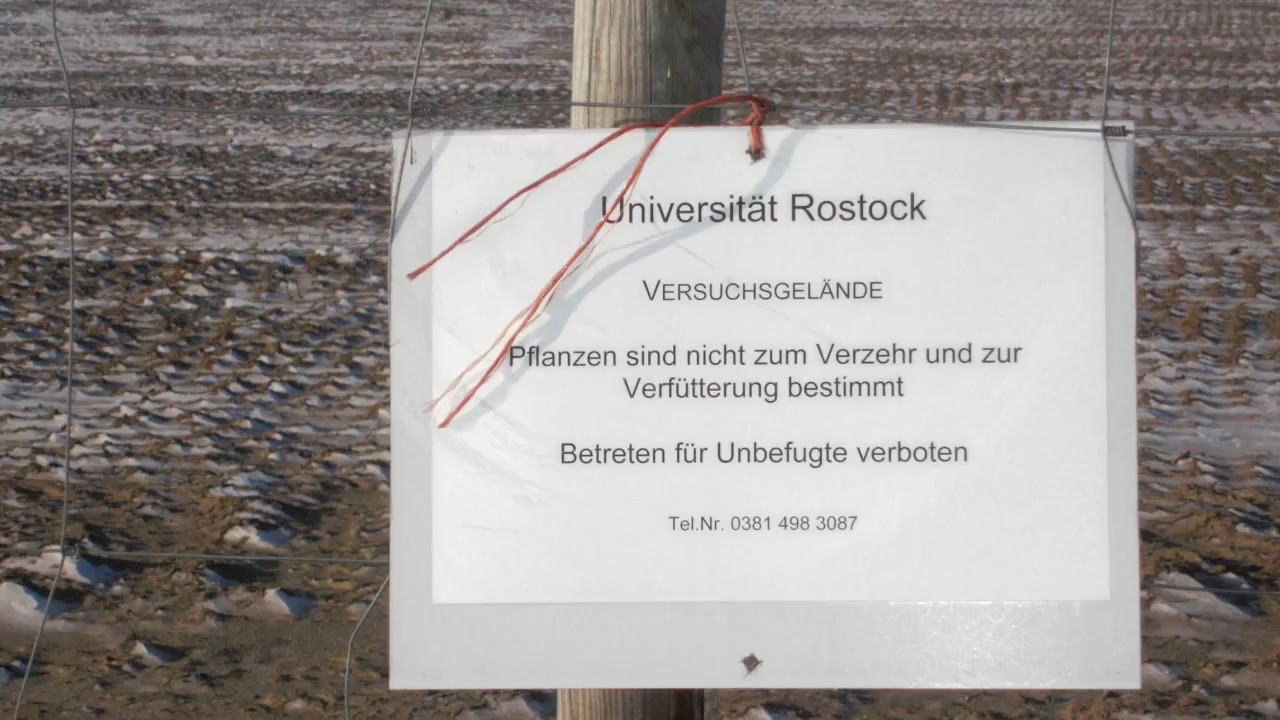 Universität Rostock
VERSUCHSGELÄNDE
Pflanzen sind nicht zum Verzehr und zur
Verfütterung bestimmt
Betreten für Unbefugte verboten
Tel.Nr. 0381 498 3087